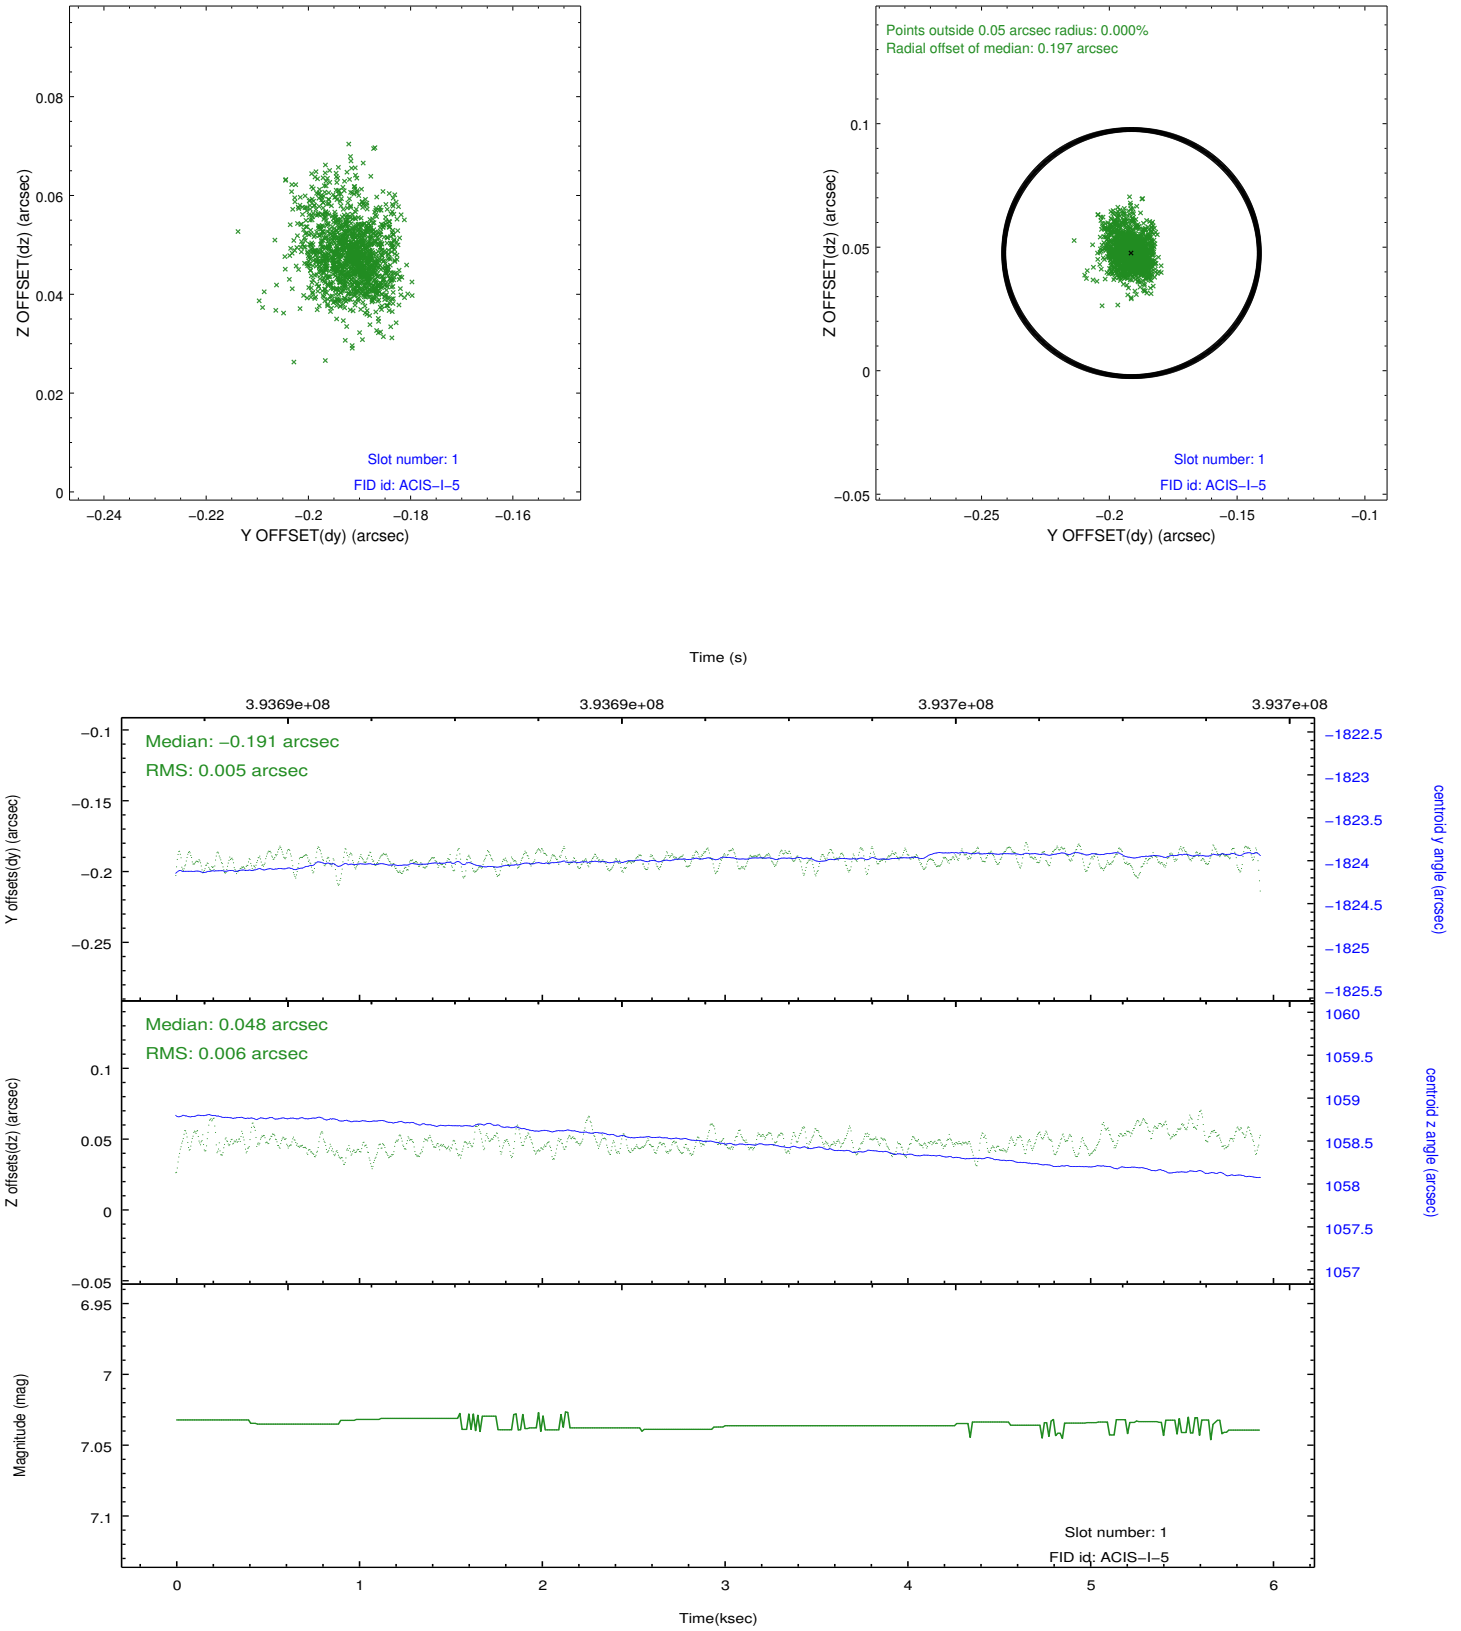 0.08
0.06
0.04
0.02
0
Z OFFSET(dz) (arcsec)
Slot number: 1
FID id: ACIS−I−5
−0.24
−0.22
−0.2
−0.18
−0.16
Y OFFSET(dy) (arcsec)
Points outside 0.05 arcsec radius: 0.000%
Radial offset of median: 0.197 arcsec
0.1
0.05
0
−0.05
Z OFFSET(dz) (arcsec)
Slot number: 1
FID id: ACIS−I−5
−0.25
−0.2
−0.15
−0.1
Y OFFSET(dy) (arcsec)
Time (s)
3.9369e+08
3.9369e+08
3.937e+08
3.937e+08
Median: −0.191 arcsec
RMS: 0.005 arcsec
−0.1
−0.15
−0.2
−0.25
Y offsets(dy) (arcsec)
−1822.5
−1823
−1823.5
−1824
−1824.5
−1825
−1825.5
centroid y angle (arcsec)
Median: 0.048 arcsec
RMS: 0.006 arcsec
0.1
0.05
0
−0.05
Z offsets(dz) (arcsec)
1060
1059.5
1059
1058.5
1058
1057.5
1057
centroid z angle (arcsec)
6.95
7
7.05
7.1
Magnitude (mag)
Slot number: 1
FID id: ACIS−I−5
0
1
2
3
4
5
6
Time(ksec)